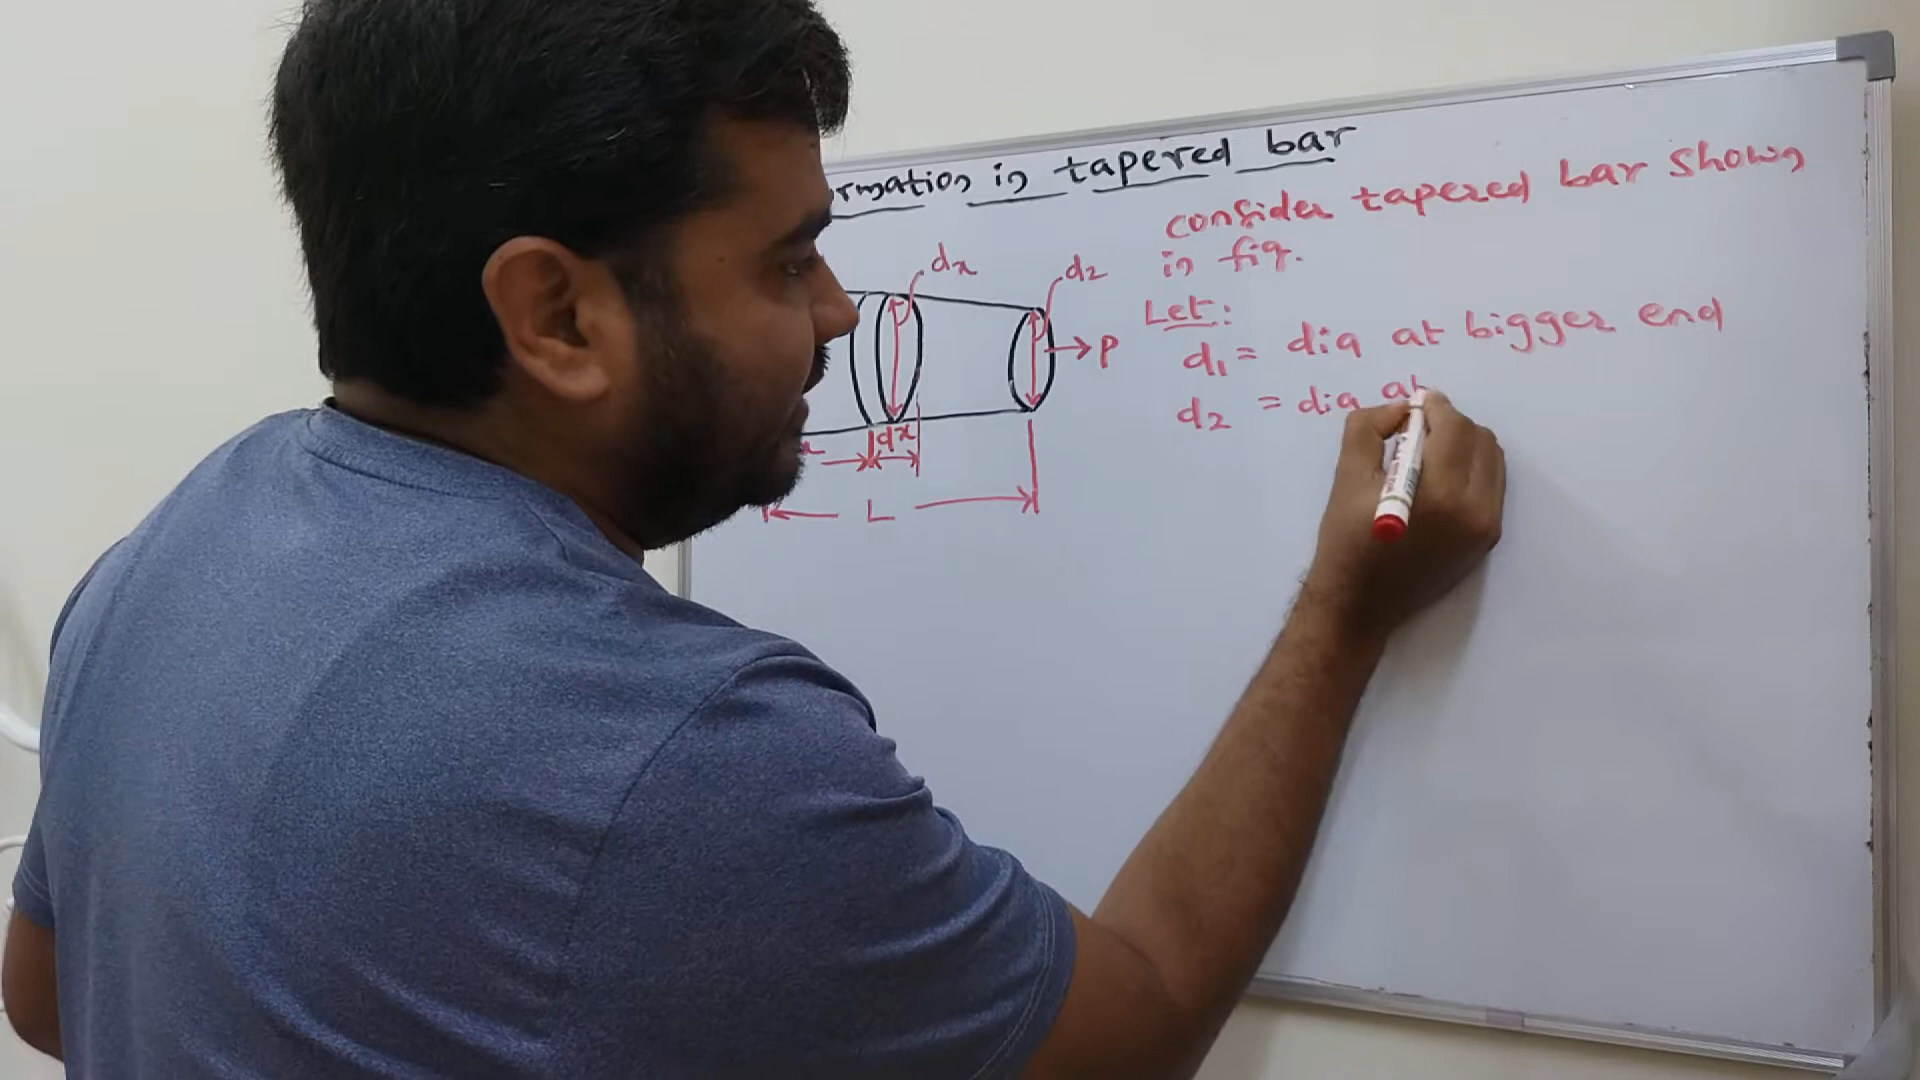 ormation in tapered bar
consider tapered bar shown
in fig.
Let:
d1 = dia at bigger end
d2 = dia at
dx
d2
P
x
dx
L